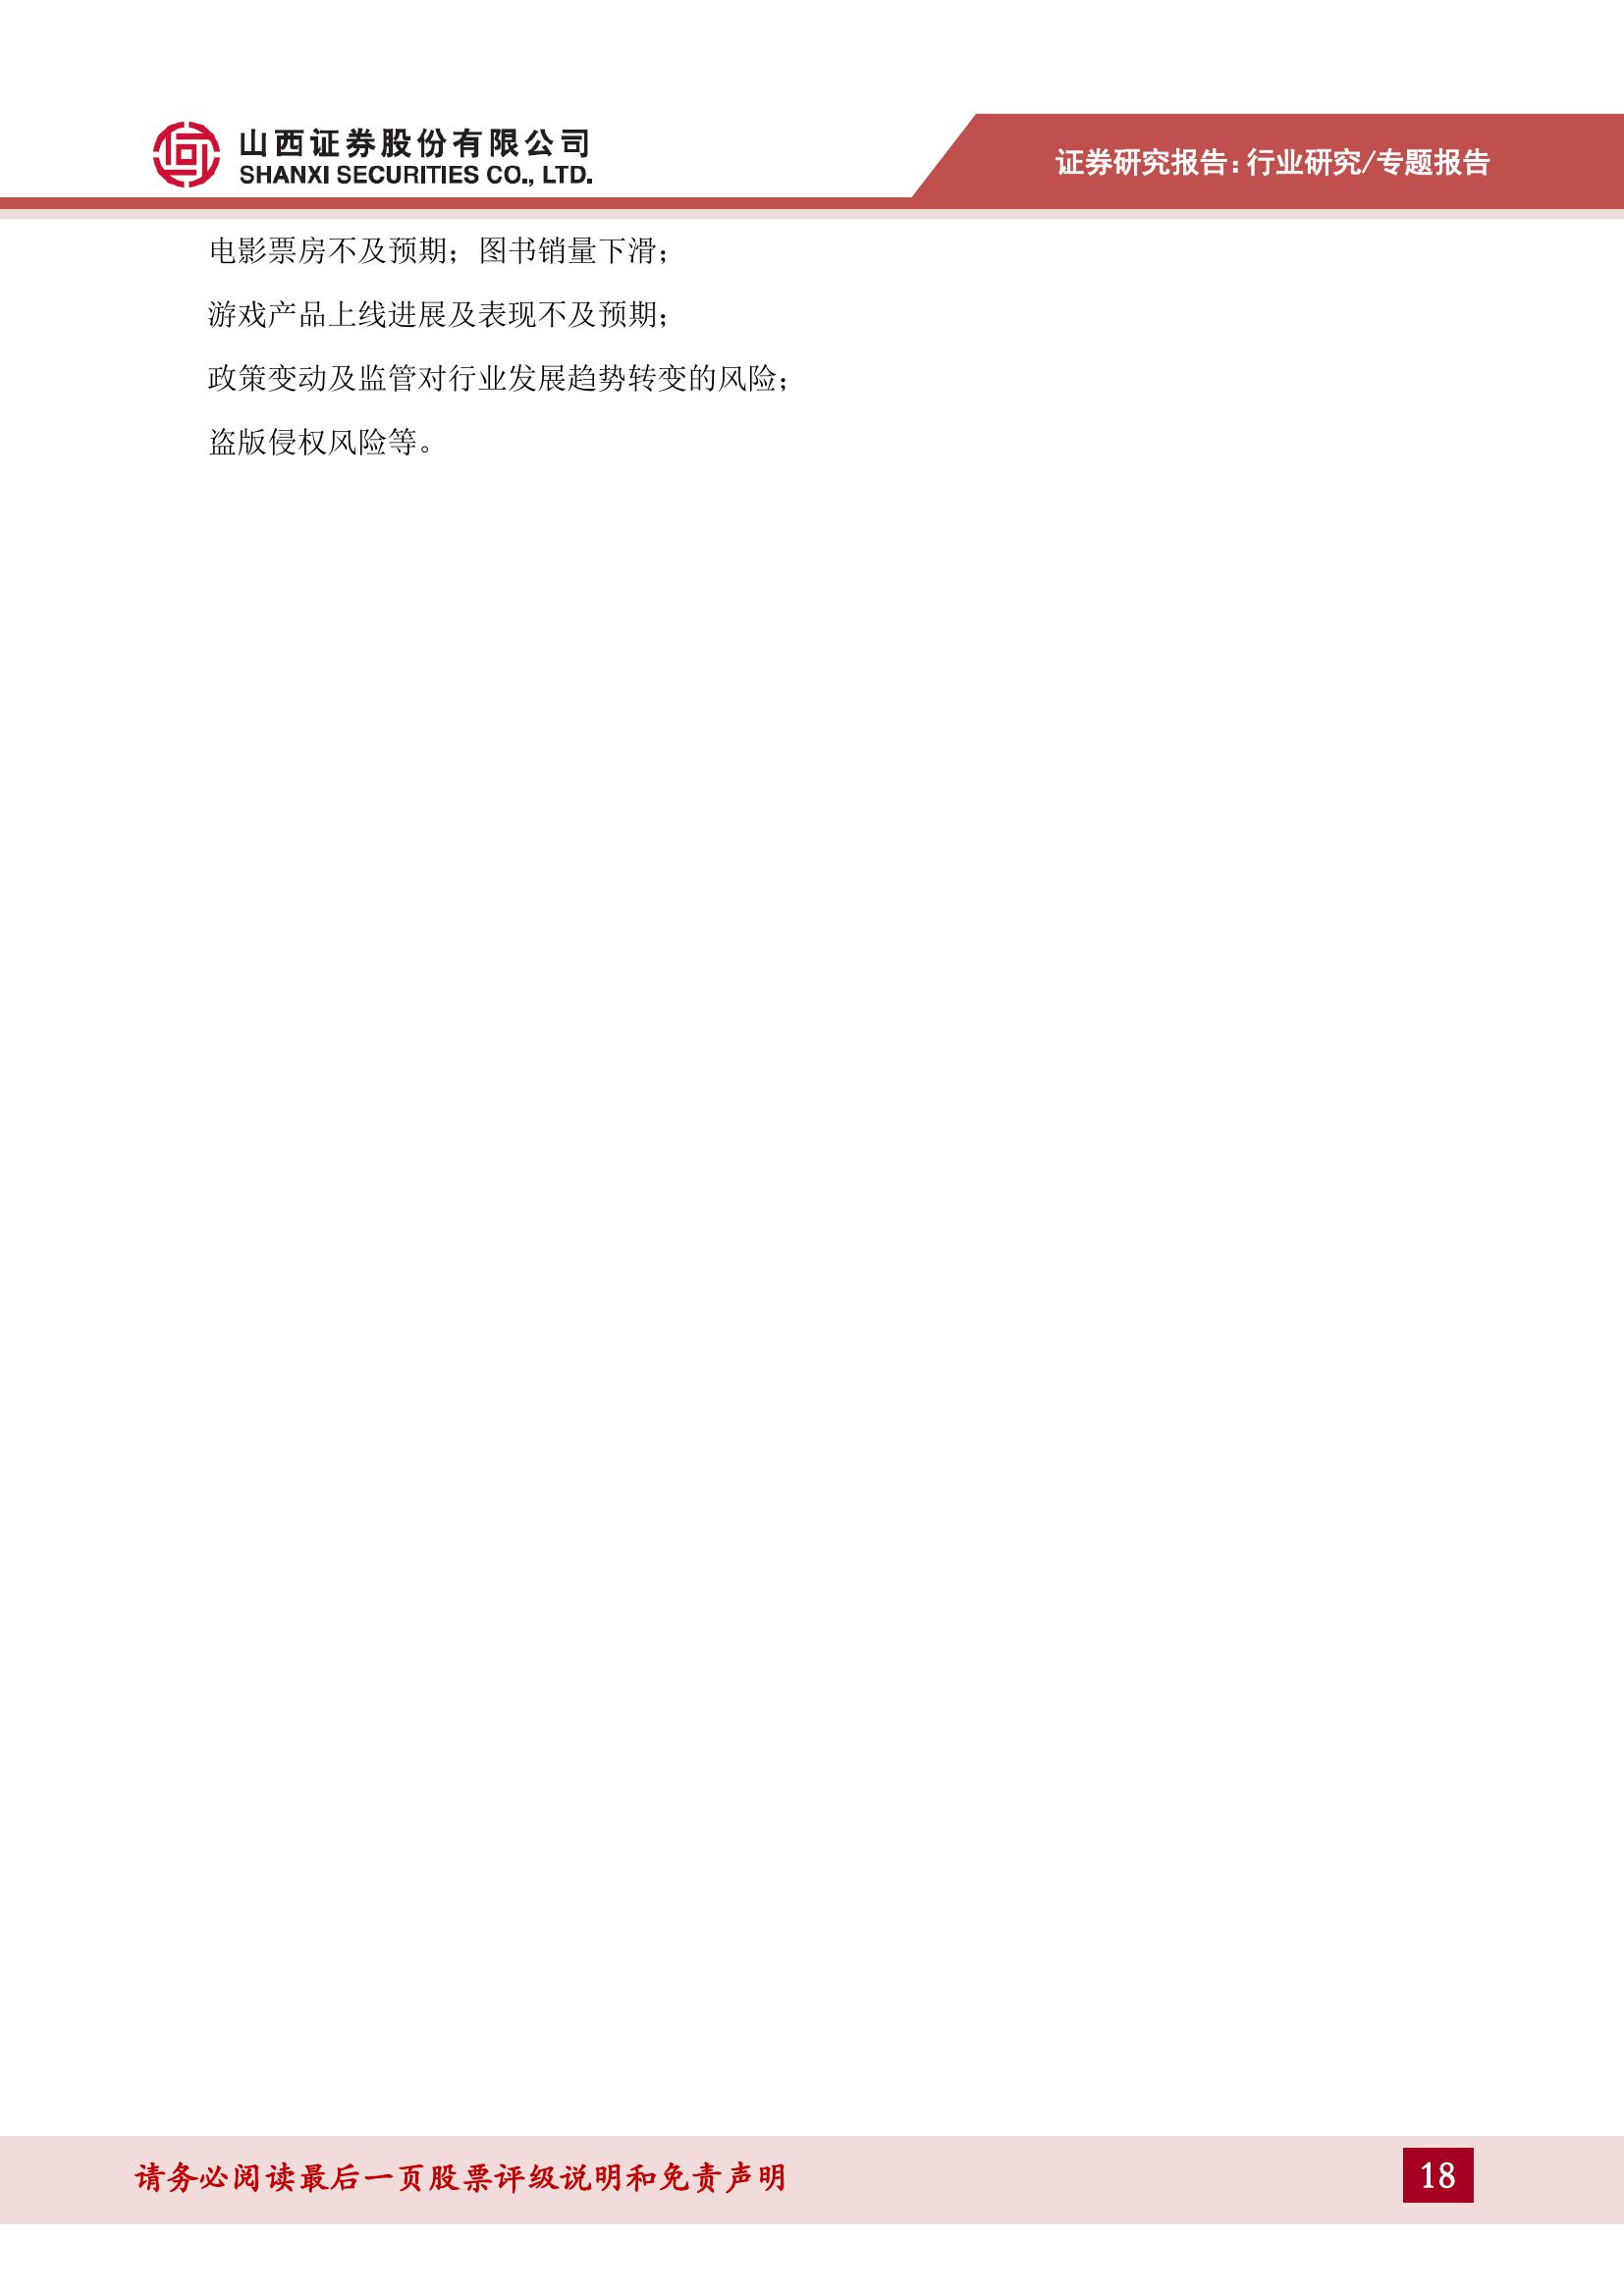 山西证券股份有限公司
SHANXI SECURITIES CO., LTD.
证券研究报告:行业研究/专题报告
电影票房不及预期；图书销量下滑；
游戏产品上线进展及表现不及预期；
政策变动及监管对行业发展趋势转变的风险；
盗版侵权风险等。
请务必阅读最后一页股票评级说明和免责声明
18